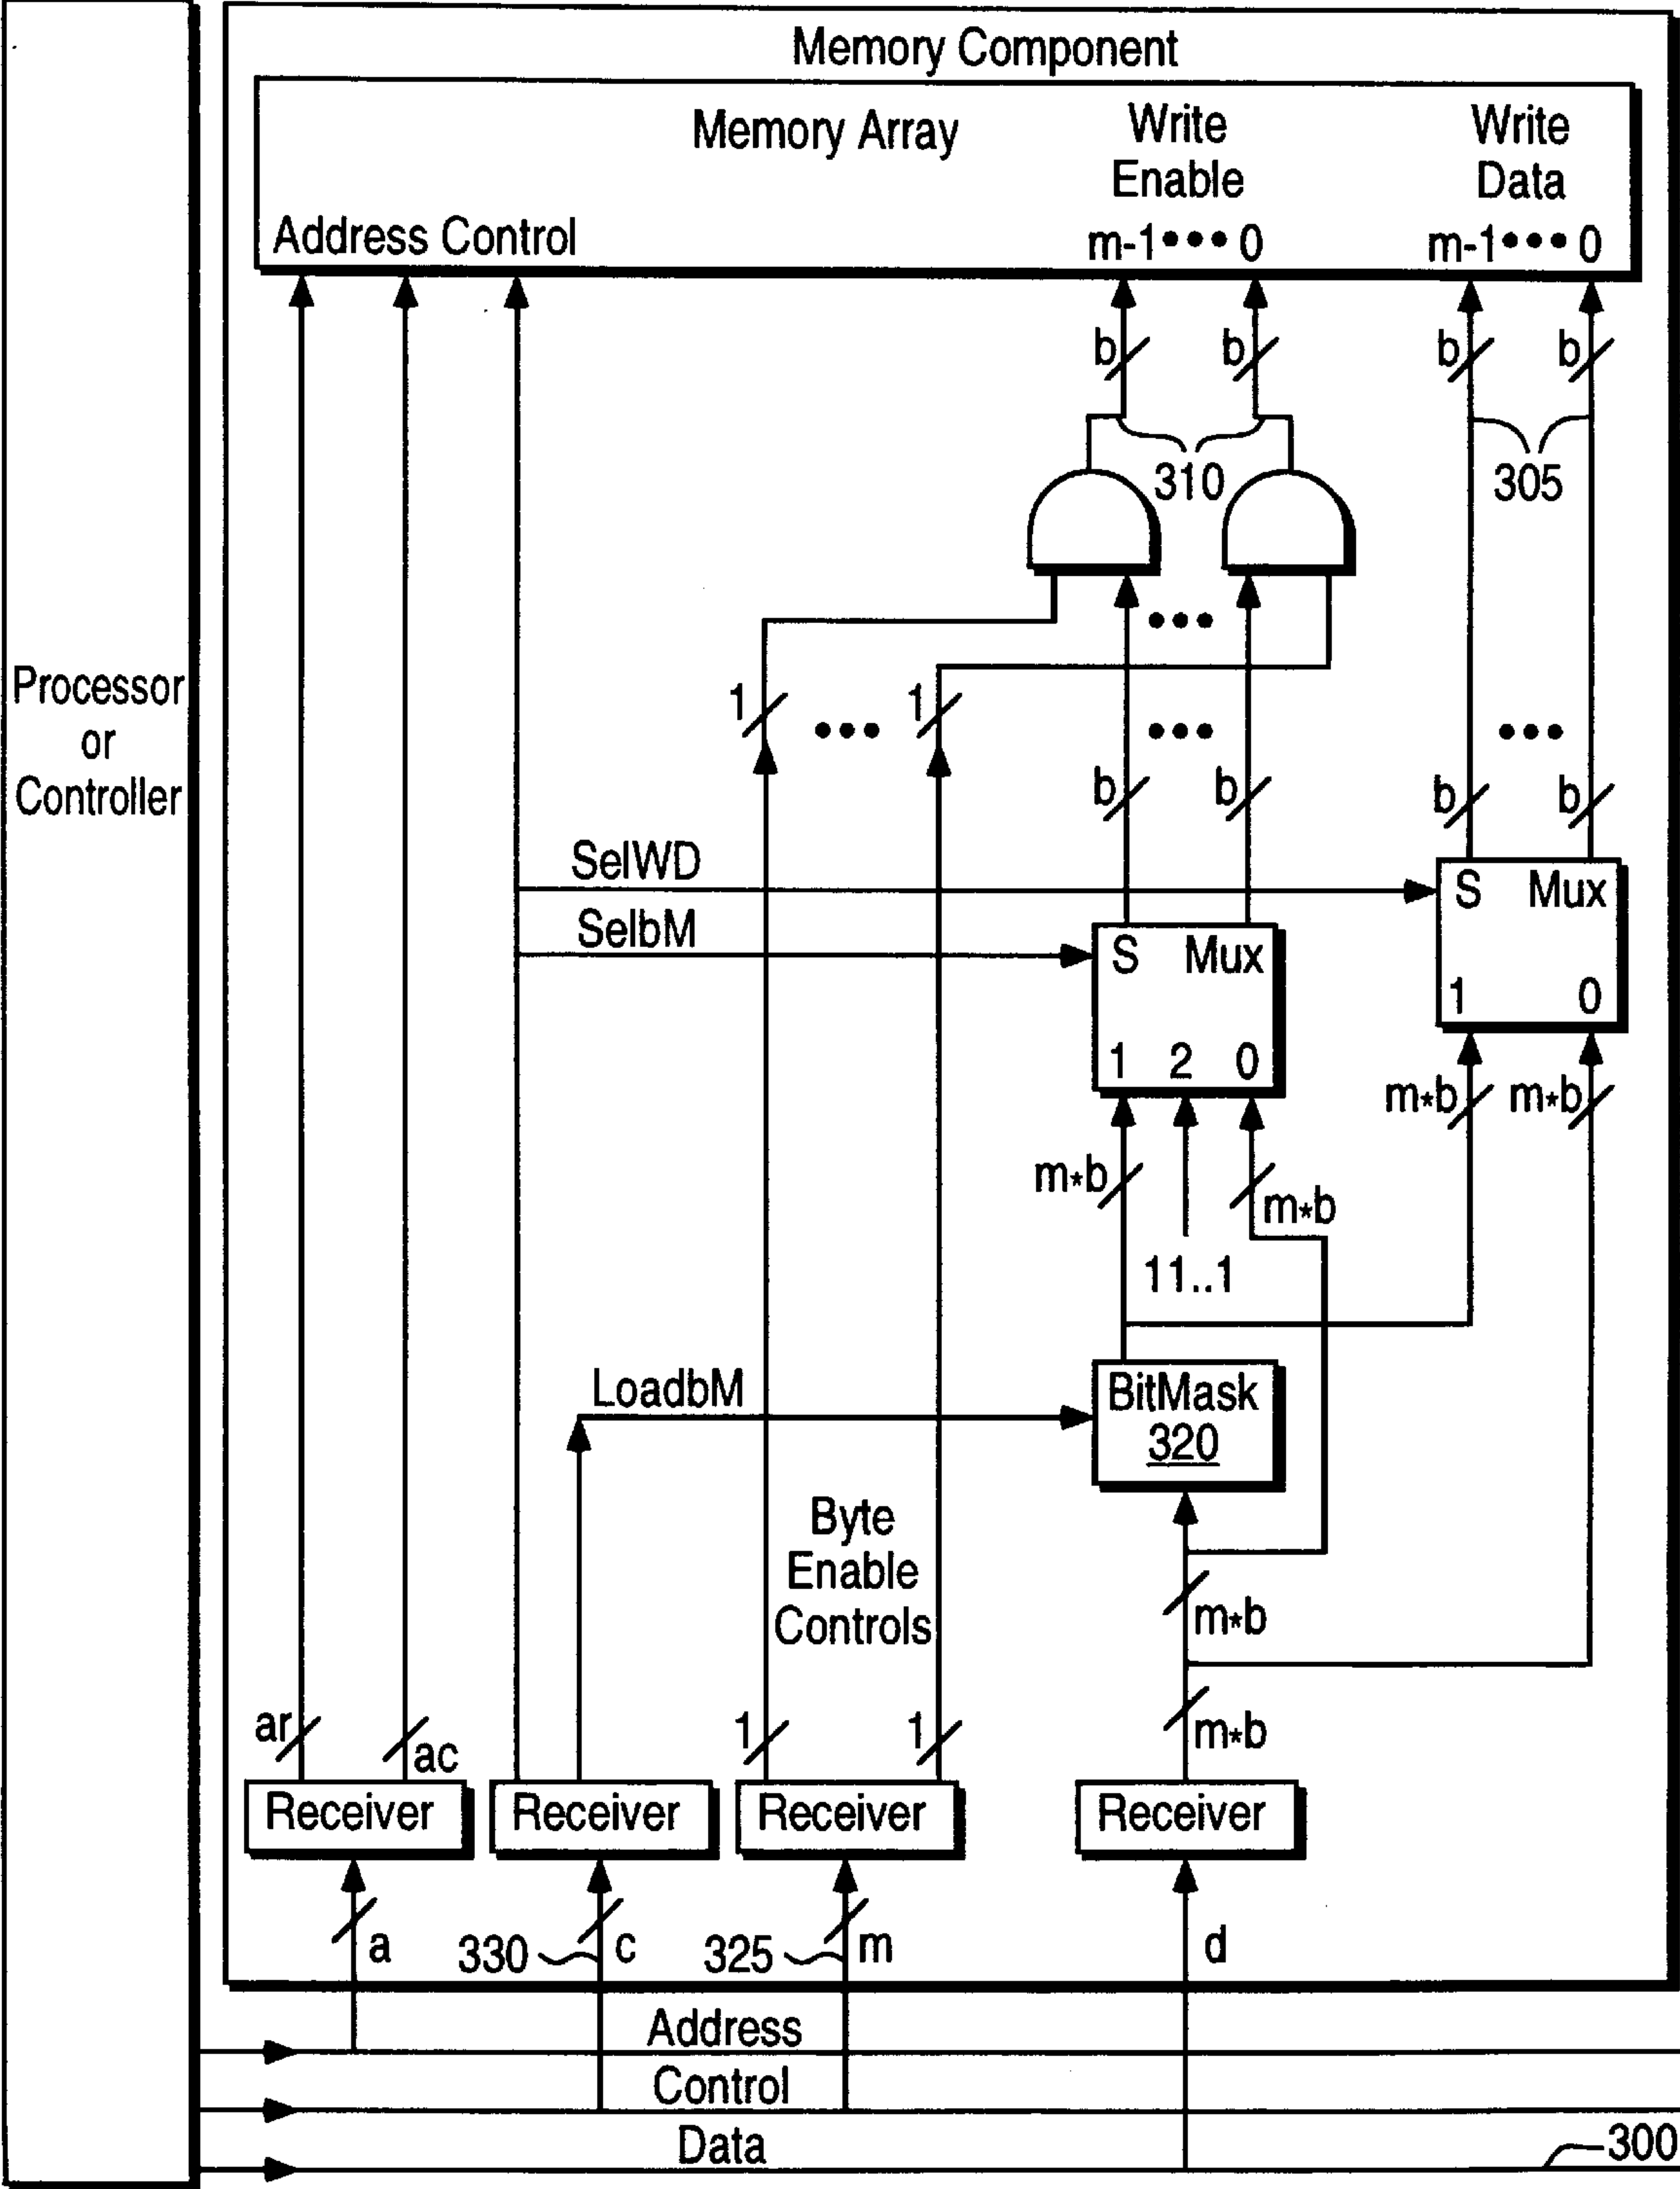 Memory Component
Memory Array
Write
Enable
m-1•••0
Write
Data
m-1•••0
Address Control
b
b
b
b
310
305
Processor
or
Controller
1
•••
1
•••
•••
•••
b
b
b
b
SelWD
S Mux
1 0
SelbM
S Mux
1 2 0
m*b
m*b
m*b
m*b
11..1
LoadbM
BitMask
320
Byte
Enable
Controls
m*b
m*b
ar
ac
1
1
Receiver
Receiver
Receiver
Receiver
a
330
c
325
m
d
Address
Control
Data
300